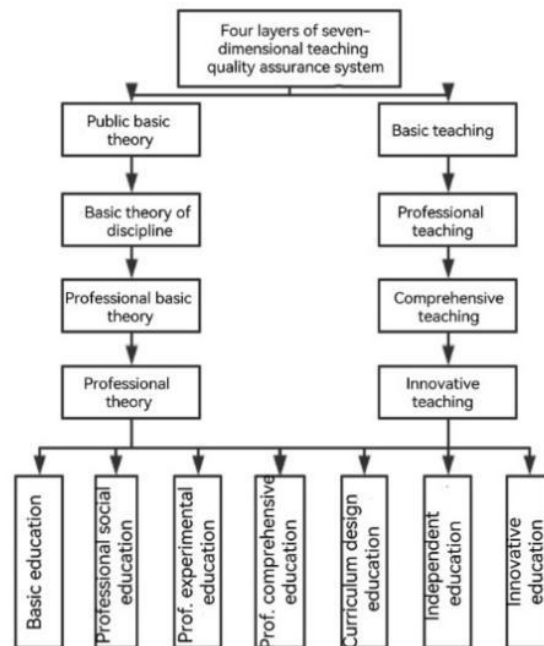 Four layers of seven-
dimensional teaching
quality assurance system
Public basic
theory
Basic teaching
Basic theory of
discipline
Professional
teaching
Professional basic
theory
Comprehensive
teaching
Professional
theory
Innovative
teaching
Basic education
Professional social
education
Prof. experimental
education
Prof. comprehensive
education
Curriculum design
education
Independent
education
Innovative
education